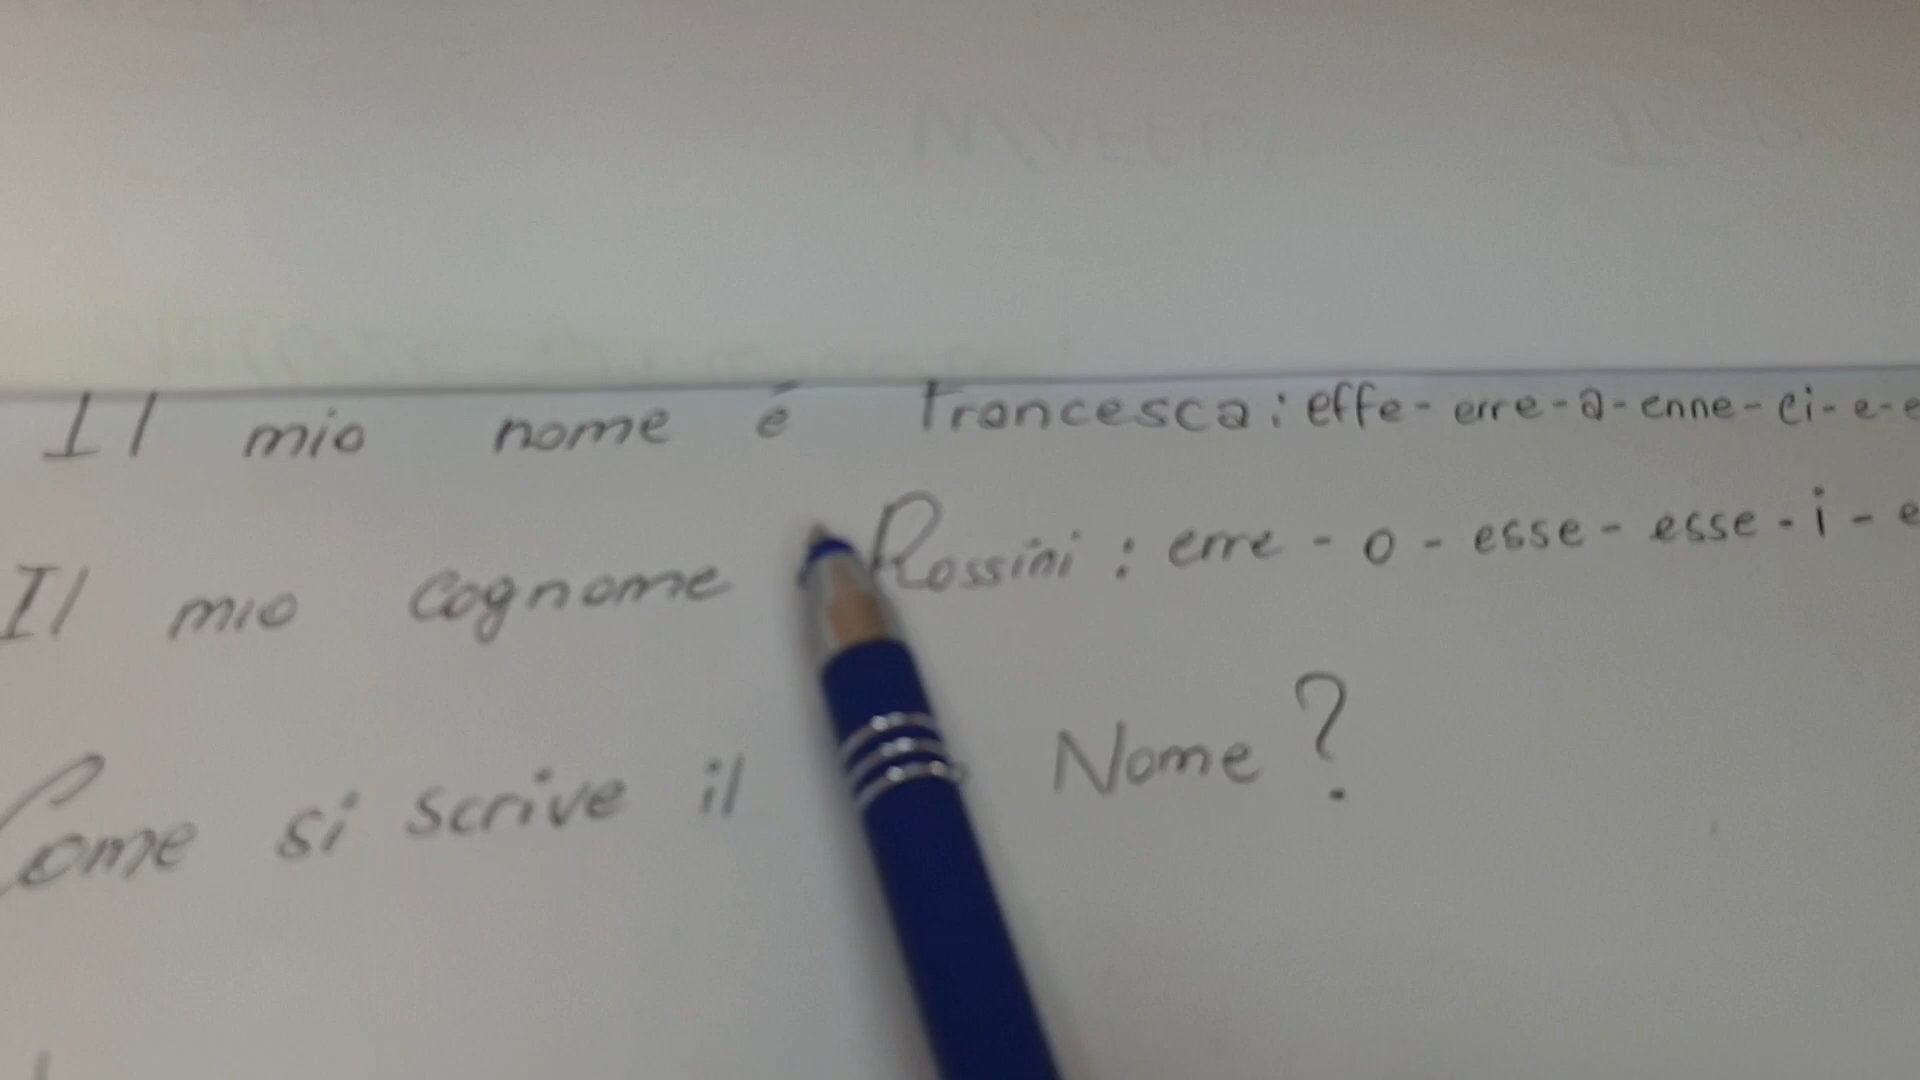 Il mio nome é Francesca: effe - erre - a - enne - ci - e - e
Il mio cognome Rossini : erre - o - esse - esse - i - e
Come si scrive il Nome ?